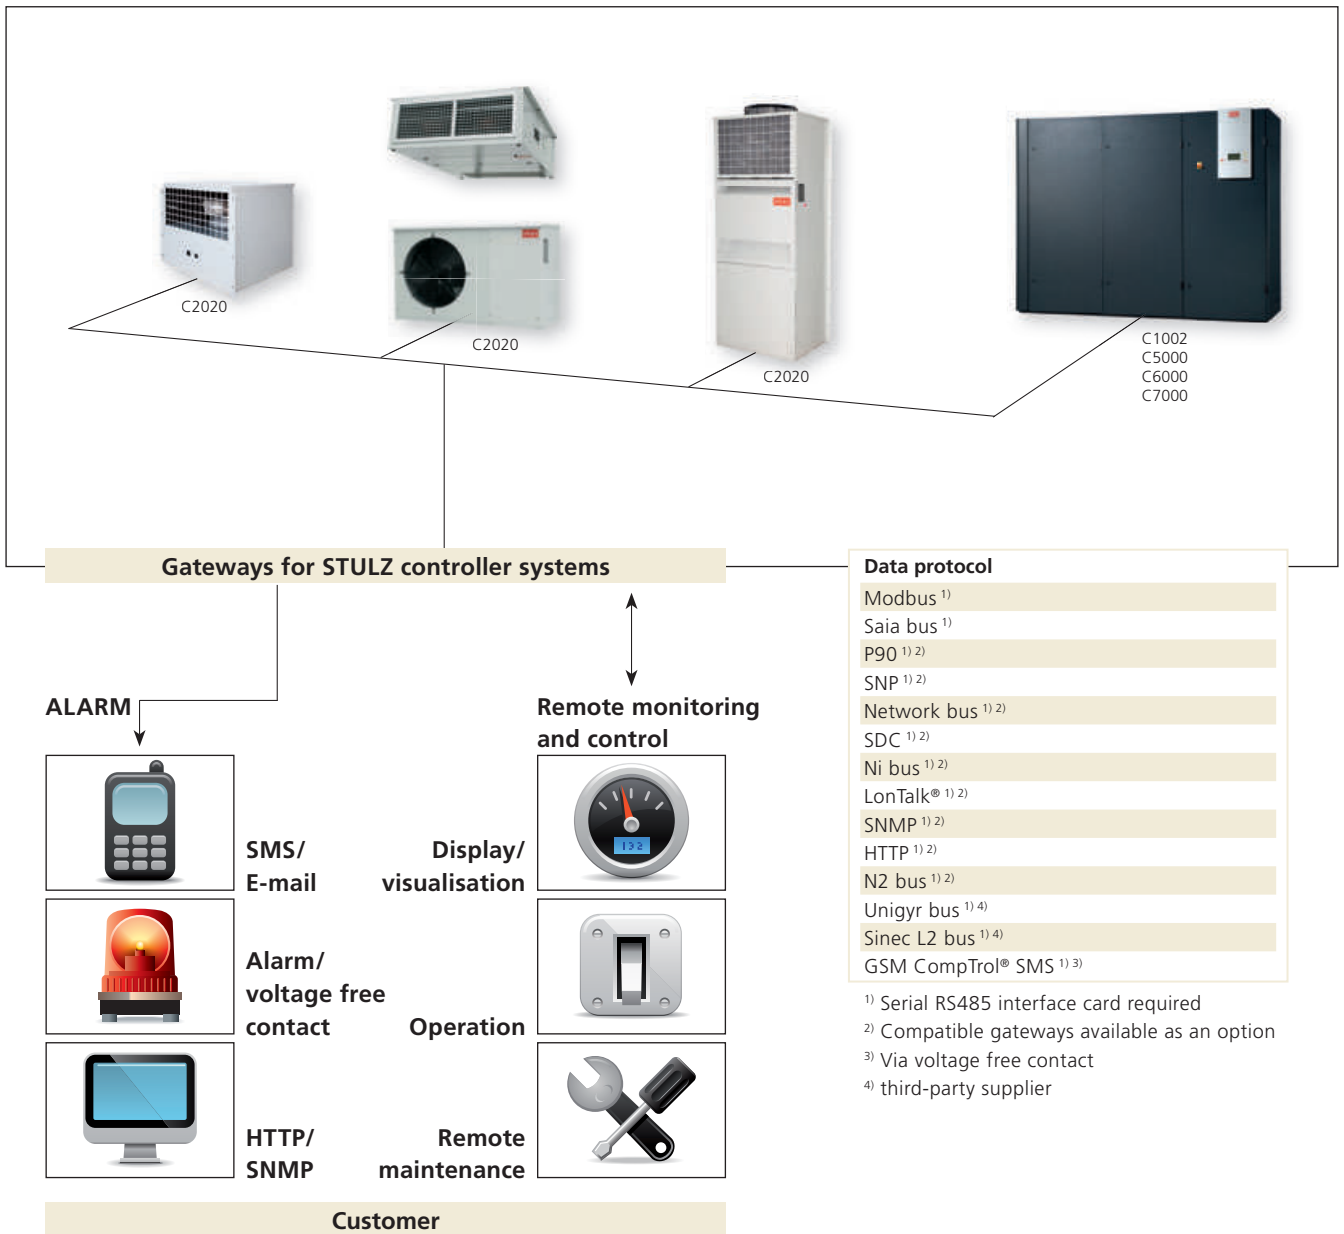 C2020
C2020
C2020
C1002
C5000
C6000
C7000
Gateways for STULZ controller systems
ALARM
Remote monitoring
and control
SMS/
E-mail
Display/
visualisation
132
Alarm/
voltage free
contact
Operation
HTTP/
SNMP
Remote
maintenance
Customer
Data protocol
Modbus 1)
Saia bus 1)
P90 1) 2)
SNP 1) 2)
Network bus 1) 2)
SDC 1) 2)
Ni bus 1) 2)
LonTalk® 1) 2)
SNMP 1) 2)
HTTP 1) 2)
N2 bus 1) 2)
Unigyr bus 1) 4)
Sinec L2 bus 1) 4)
GSM CompTrol® SMS 1) 3)
1) Serial RS485 interface card required
2) Compatible gateways available as an option
3) Via voltage free contact
4) third-party supplier